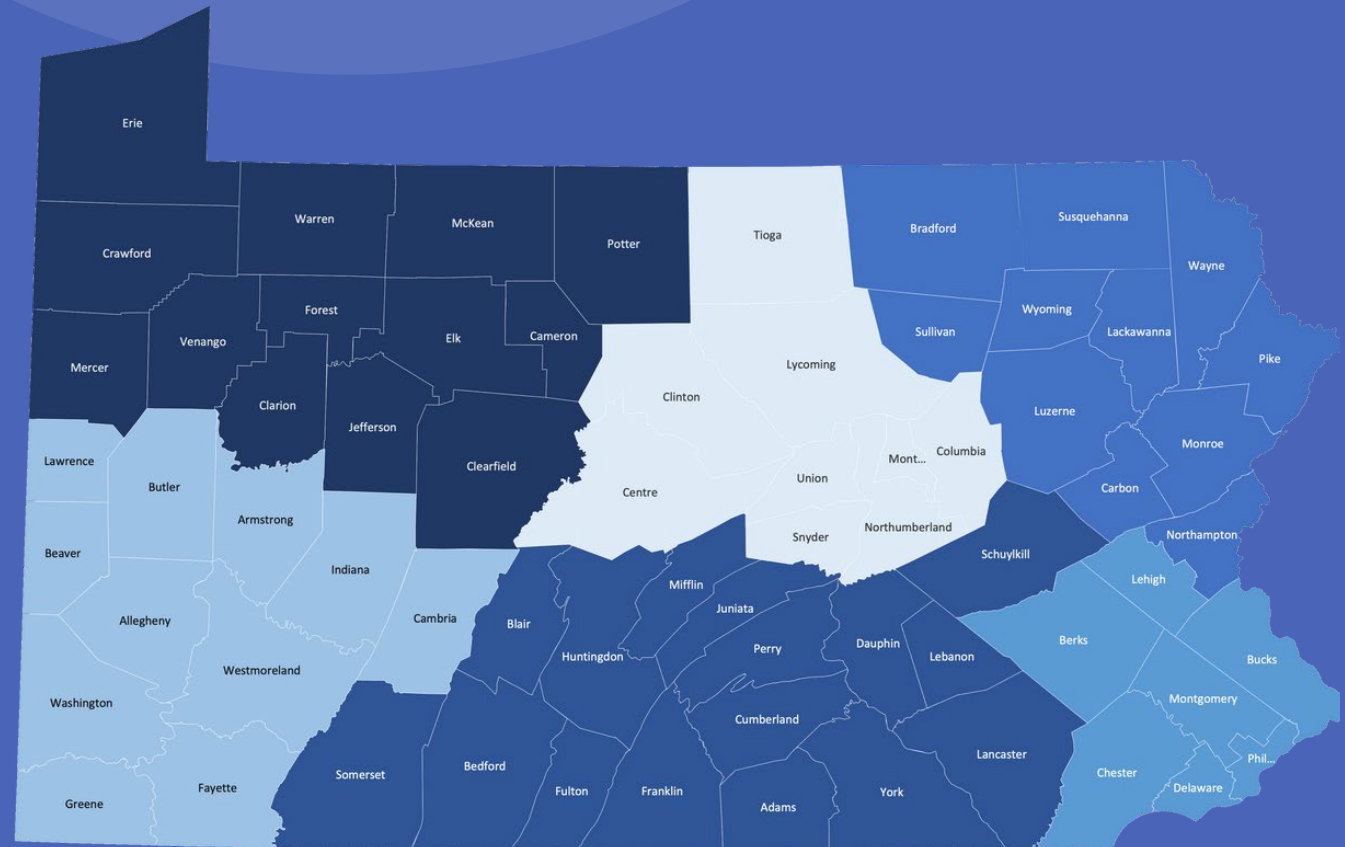 Erie
Warren
McKean
Potter
Tioga
Bradford
Susquehanna
Wayne
Crawford
Forest
Elk
Cameron
Sullivan
Wyoming
Lackawanna
Pike
Mercer
Venango
Clarion
Jefferson
Clearfield
Clinton
Lycoming
Columbia
Mont...
Luzerne
Monroe
Carbon
Northampton
Lawrence
Butler
Armstrong
Indiana
Centre
Union
Snyder
Northumberland
Schuylkill
Lehigh
Beaver
Allegheny
Westmoreland
Cambria
Blair
Huntingdon
Mifflin
Juniata
Perry
Dauphin
Lebanon
Berks
Bucks
Montgomery
Washington
Greene
Fayette
Somerset
Bedford
Fulton
Franklin
Cumberland
Adams
York
Lancaster
Chester
Delaware
Phil...